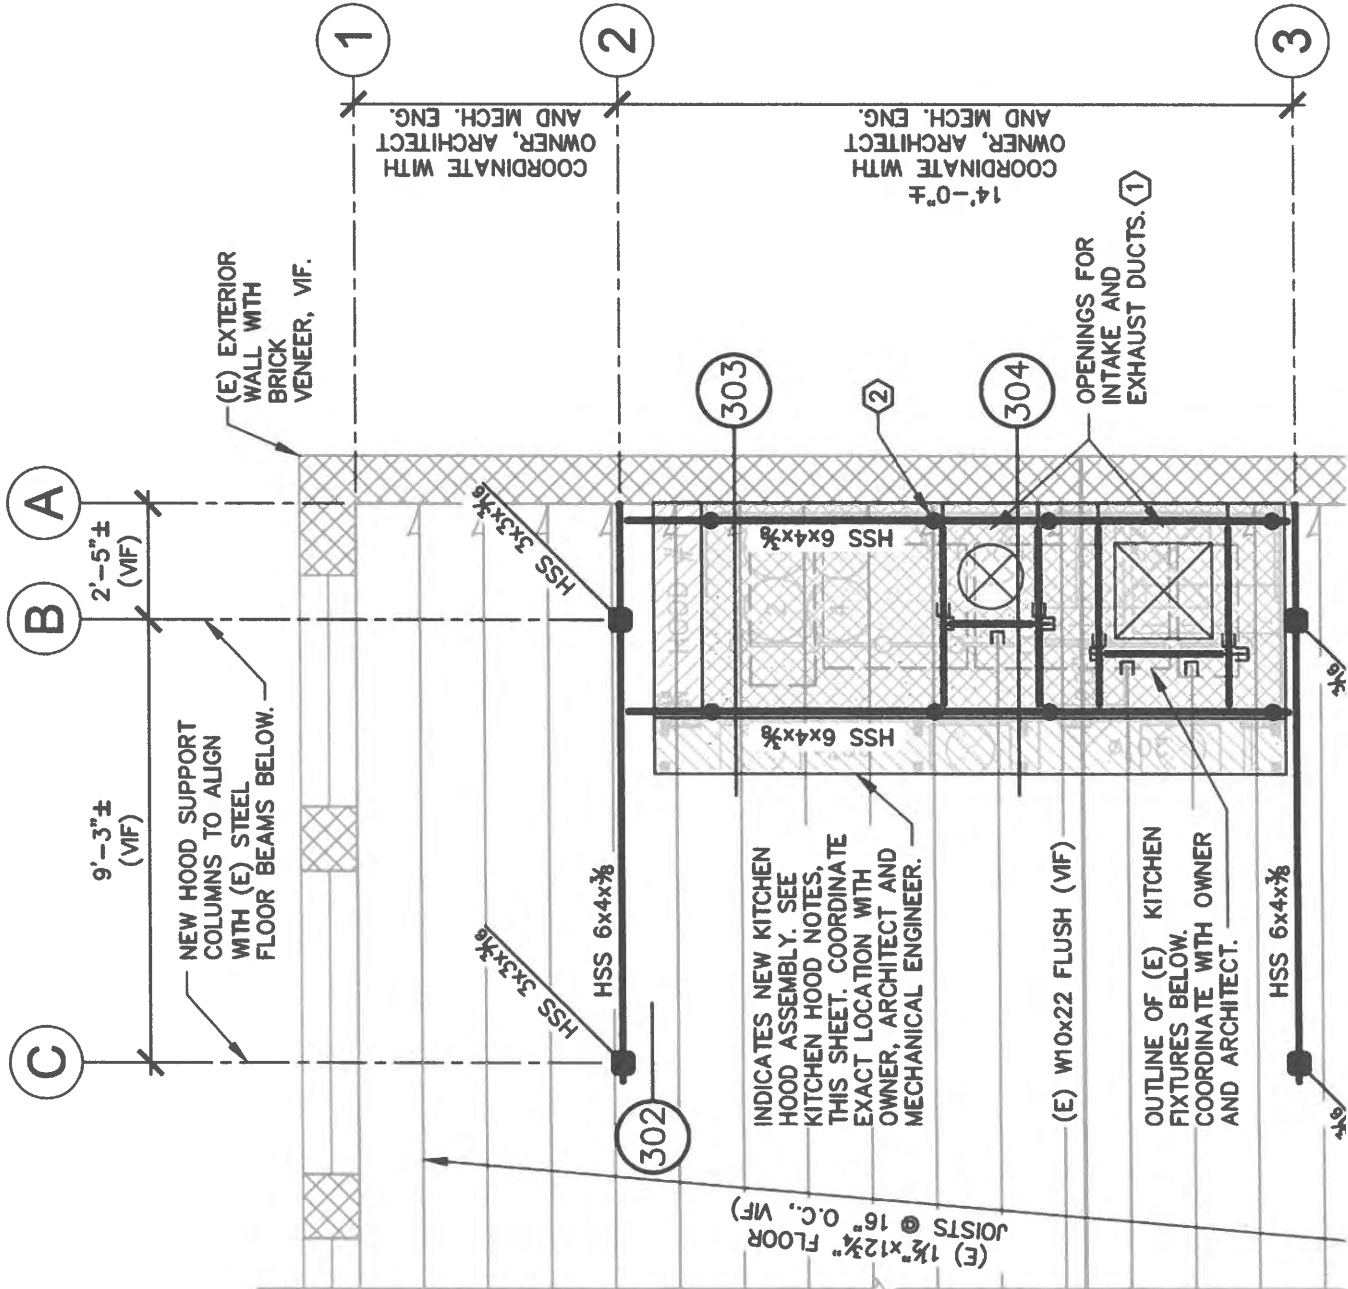 1
2
3
COORDINATE WITH
OWNER, ARCHITECT
AND MECH. ENG.
14'-0"±
COORDINATE WITH
OWNER, ARCHITECT
AND MECH. ENG.
A
B
C
2'-5"±
(VIF)
9'-3"±
(VIF)
(E) EXTERIOR
WALL WITH
BRICK
VENEER, VIF.
NEW HOOD SUPPORT
COLUMNS TO ALIGN
WITH (E) STEEL
FLOOR BEAMS BELOW.
HSS 3x3x3⁄16
HSS 3x3x3⁄16
HSS 6x4x3⁄8
HSS 6x4x3⁄8
HSS 6x4x3⁄8
HSS 6x4x3⁄8
303
2
304
302
OPENINGS FOR
INTAKE AND
EXHAUST DUCTS. 1
INDICATES NEW KITCHEN
HOOD ASSEMBLY. SEE
KITCHEN HOOD NOTES,
THIS SHEET. COORDINATE
EXACT LOCATION WITH
OWNER, ARCHITECT AND
MECHANICAL ENGINEER.
(E) W10x22 FLUSH (VIF)
OUTLINE OF (E) KITCHEN
FIXTURES BELOW.
COORDINATE WITH OWNER
AND ARCHITECT.
(E) 1½"x12¾" FLOOR
JOISTS @ 16" O.C., VIF)